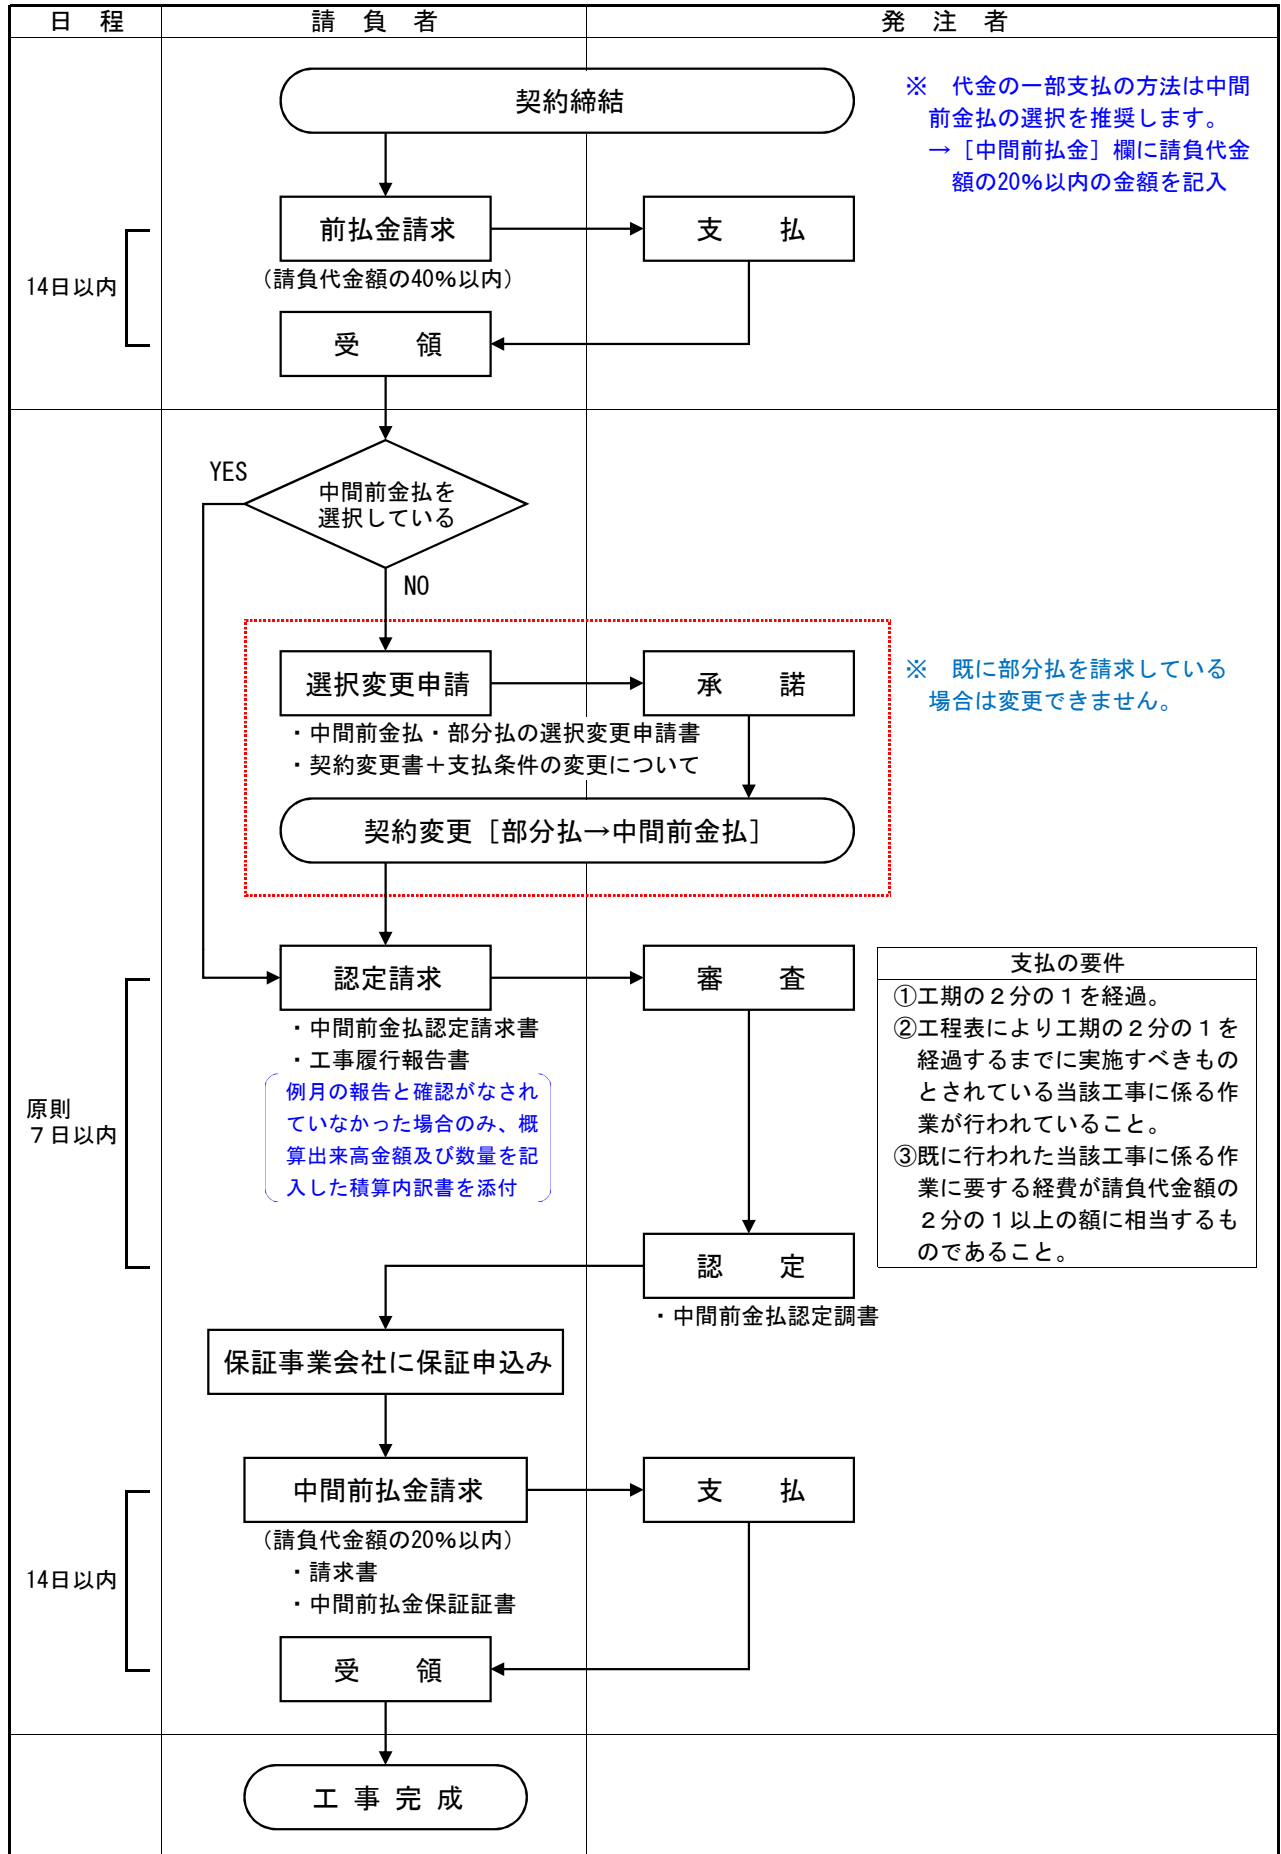 日　程
請　負　者
発　注　者
契約締結
※　代金の一部支払の方法は中間
前金払の選択を推奨します。
→［中間前払金］欄に請負代金
額の20%以内の金額を記入
前払金請求
支　　払
（請負代金額の40%以内）
14日以内
受　　領
YES
中間前金払を
選択している
NO
選択変更申請
承　　諾
※　既に部分払を請求している
場合は変更できません。
・中間前金払・部分払の選択変更申請書
・契約変更書＋支払条件の変更について
契約変更［部分払→中間前金払］
認定請求
審　　査
・中間前金払認定請求書
・工事履行報告書
例月の報告と確認がなされ
ていなかった場合のみ、概
算出来高金額及び数量を記
入した積算内訳書を添付
原則
７日以内
支払の要件
①工期の２分の１を経過。
②工程表により工期の２分の１を
経過するまでに実施すべきもの
とされている当該工事に係る作
業が行われていること。
③既に行われた当該工事に係る作
業に要する経費が請負代金額の
２分の１以上の額に相当するも
のであること。
認　　定
・中間前金払認定調書
保証事業会社に保証申込み
中間前払金請求
支　　払
（請負代金額の20%以内）
・請求書
・中間前払金保証証書
14日以内
受　　領
工 事 完 成